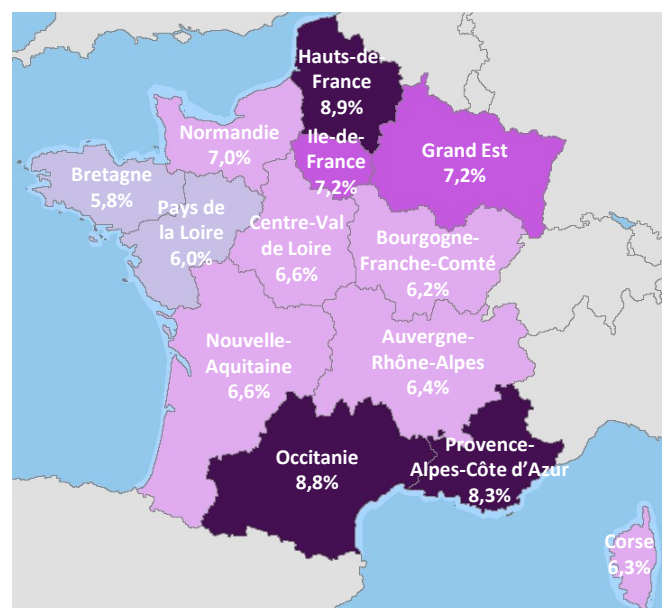 Hauts-de-
France
8,9%
Normandie
7,0%
Ile-de-
France
7,2%
Grand Est
7,2%
Bretagne
5,8%
Pays de
la Loire
6,0%
Centre-Val
de Loire
6,6%
Bourgogne-
Franche-Comté
6,2%
Nouvelle-
Aquitaine
6,6%
Auvergne-
Rhône-Alpes
6,4%
Occitanie
8,8%
Provence-
Alpes-Côte d’Azur
8,3%
Corse
6,3%